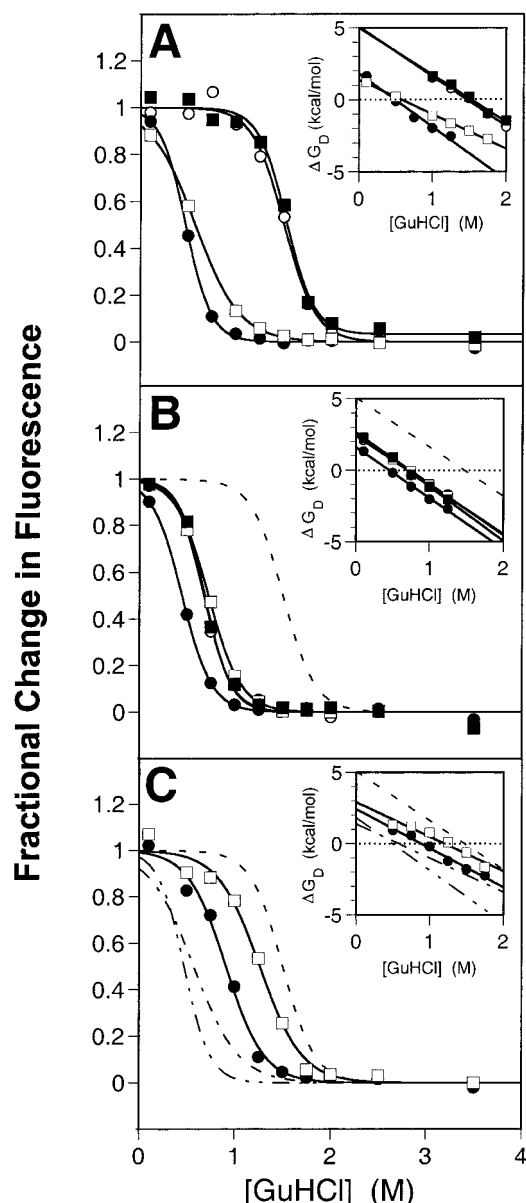 Fractional Change in Fluorescence
A
1.2
1
0.8
0.6
0.4
0.2
0
5
0
-5
ΔG_D (kcal/mol)
0 1 2
[GuHCl] (M)
B
1.2
1
0.8
0.6
0.4
0.2
0
5
0
-5
ΔG_D (kcal/mol)
0 1 2
[GuHCl] (M)
C
1.2
1
0.8
0.6
0.4
0.2
0
5
0
-5
ΔG_D (kcal/mol)
0 1 2
[GuHCl] (M)
0 1 2 3 4
[GuHCl] (M)